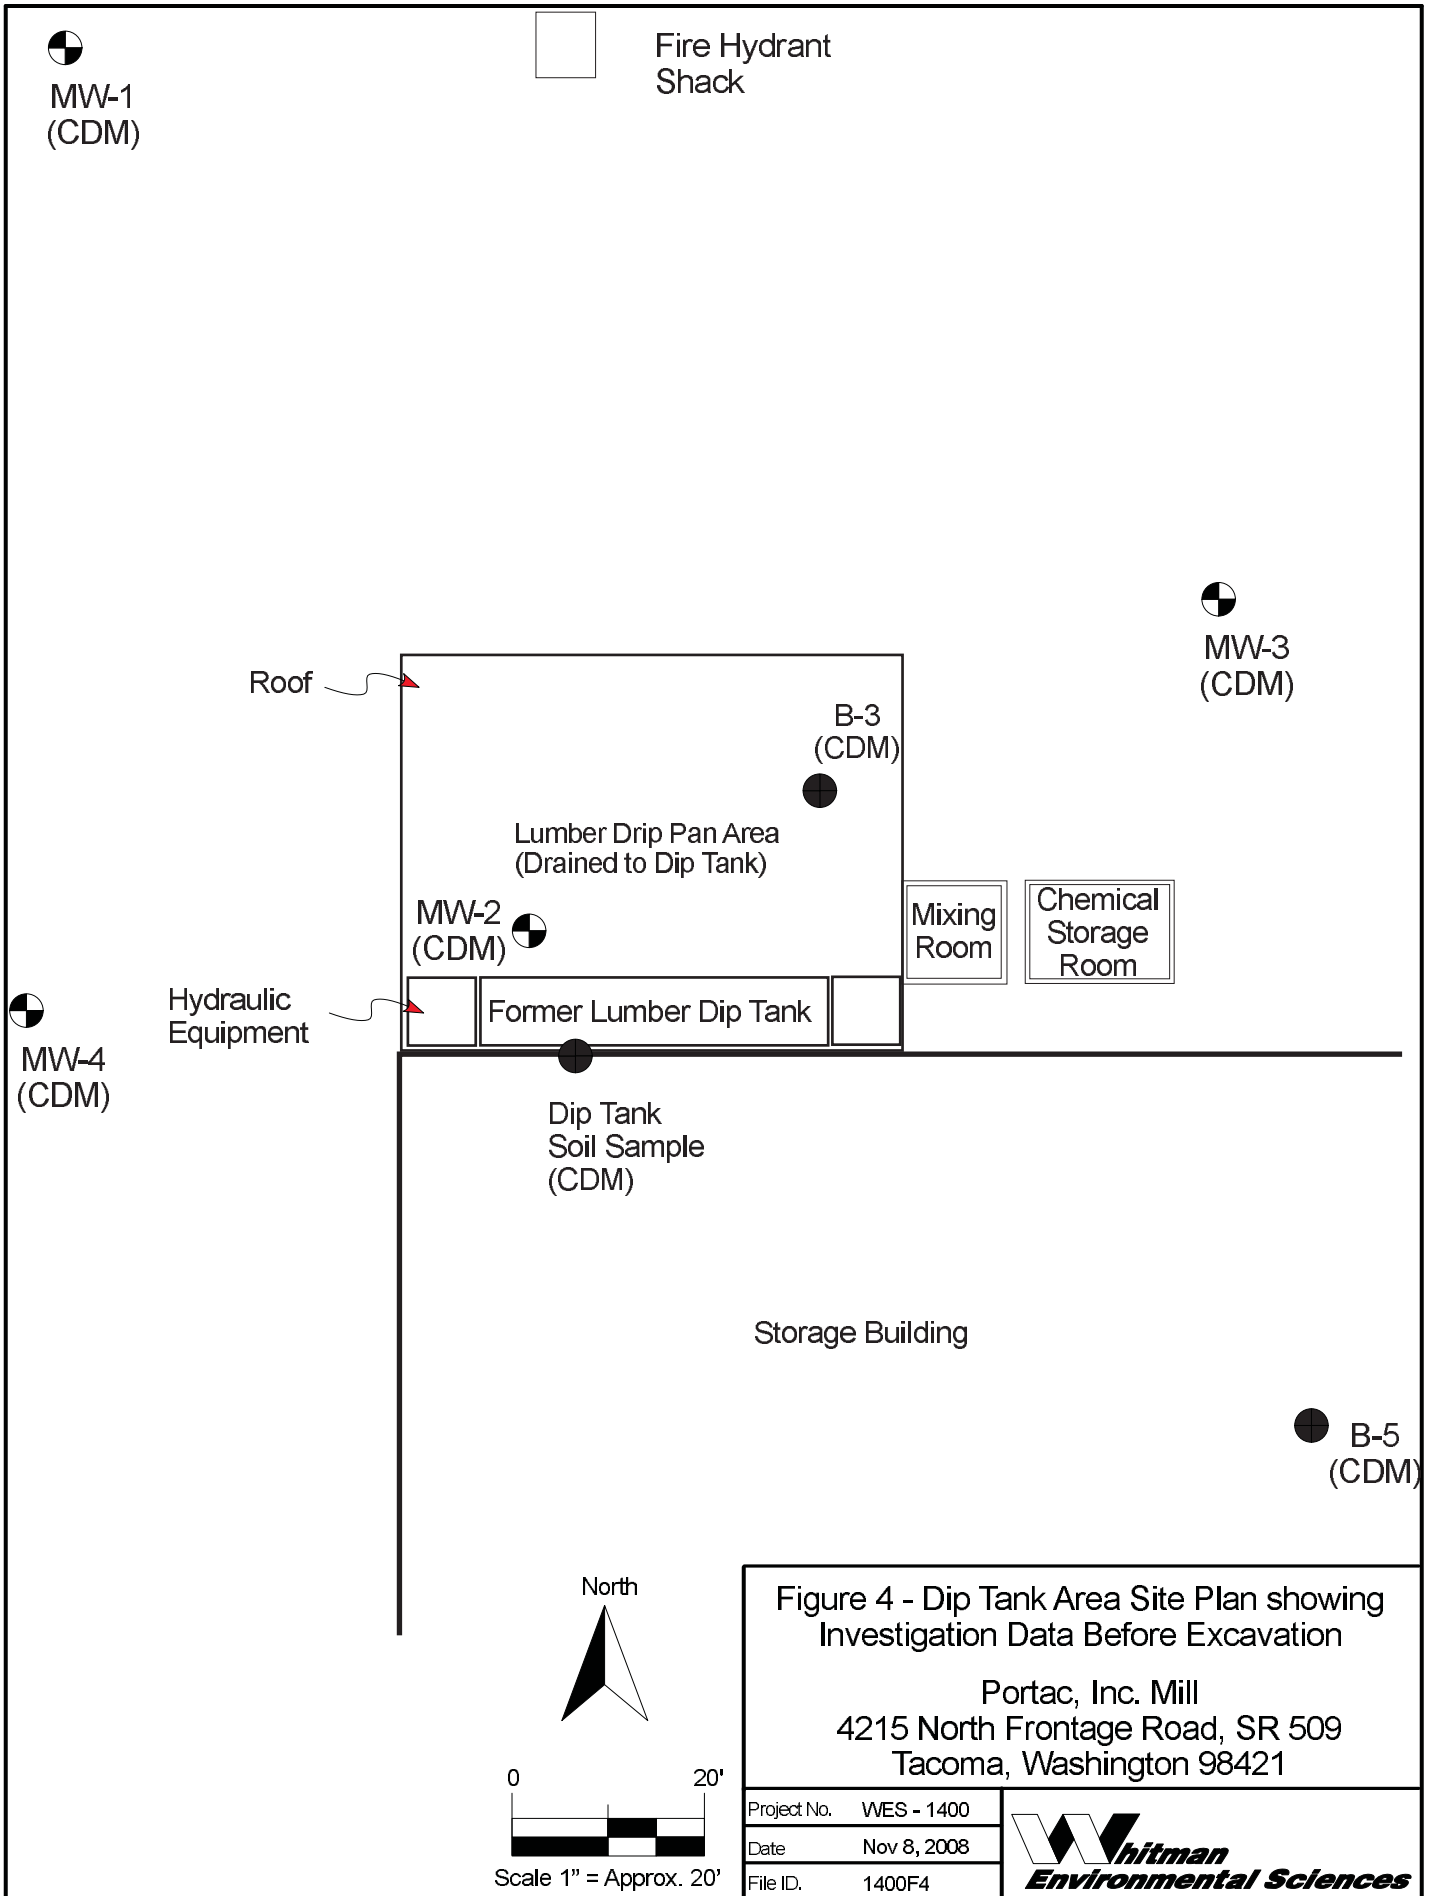 Fire Hydrant
Shack
MW-1
(CDM)
MW-3
(CDM)
Roof
B-3
(CDM)
Lumber Drip Pan Area
(Drained to Dip Tank)
MW-2
(CDM)
Mixing
Room
Chemical
Storage
Room
Hydraulic
Equipment
Former Lumber Dip Tank
MW-4
(CDM)
Dip Tank
Soil Sample
(CDM)
Storage Building
B-5
(CDM)
North
0 20'
Scale 1” = Approx. 20’
Figure 4 - Dip Tank Area Site Plan showing
Investigation Data Before Excavation
Portac, Inc. Mill
4215 North Frontage Road, SR 509
Tacoma, Washington 98421
Project No. WES - 1400
Date Nov 8, 2008
File ID. 1400F4
Whitman
Environmental Sciences